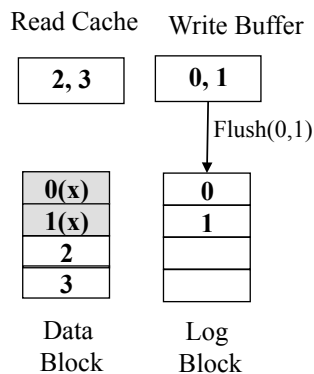 Read Cache
Write Buffer
2, 3
0, 1
Flush(0,1)
0(x)
1(x)
2
3
0
1
Data
Block
Log
Block